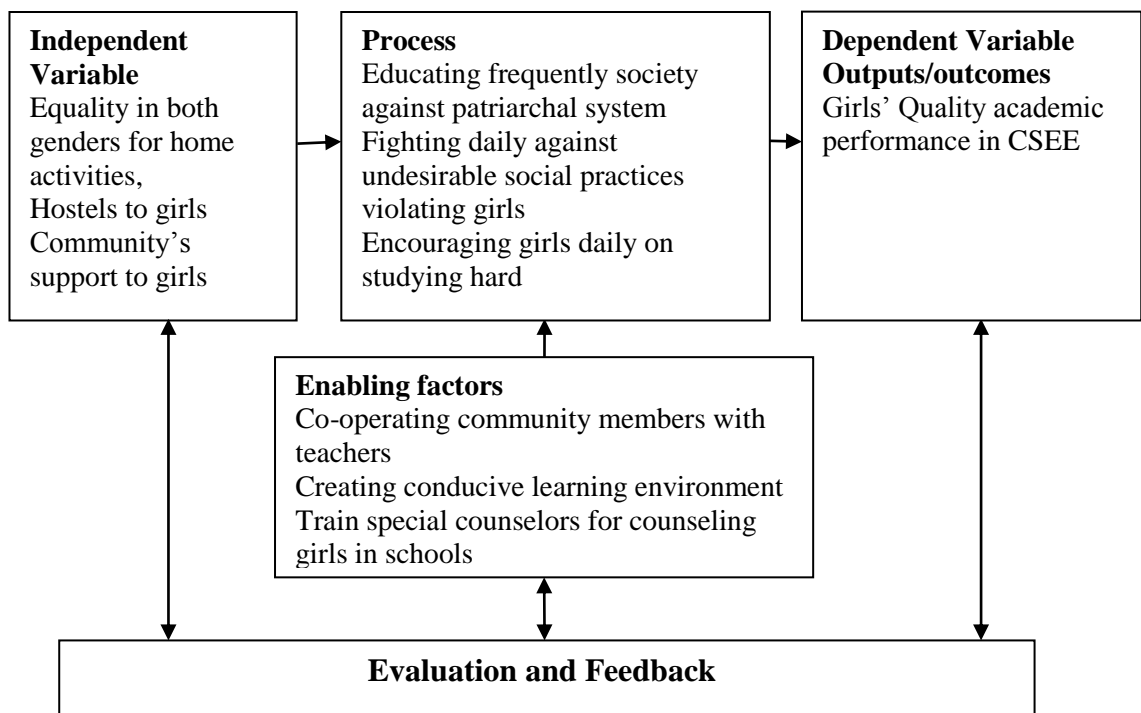 Independent
Variable
Equality in both
genders for home
activities,
Hostels to girls
Community’s
support to girls
Process
Educating frequently society
against patriarchal system
Fighting daily against
undesirable social practices
violating girls
Encouraging girls daily on
studying hard
Dependent Variable
Outputs/outcomes
Girls’ Quality academic
performance in CSEE
Enabling factors
Co-operating community members with
teachers
Creating conducive learning environment
Train special counselors for counseling
girls in schools
Evaluation and Feedback